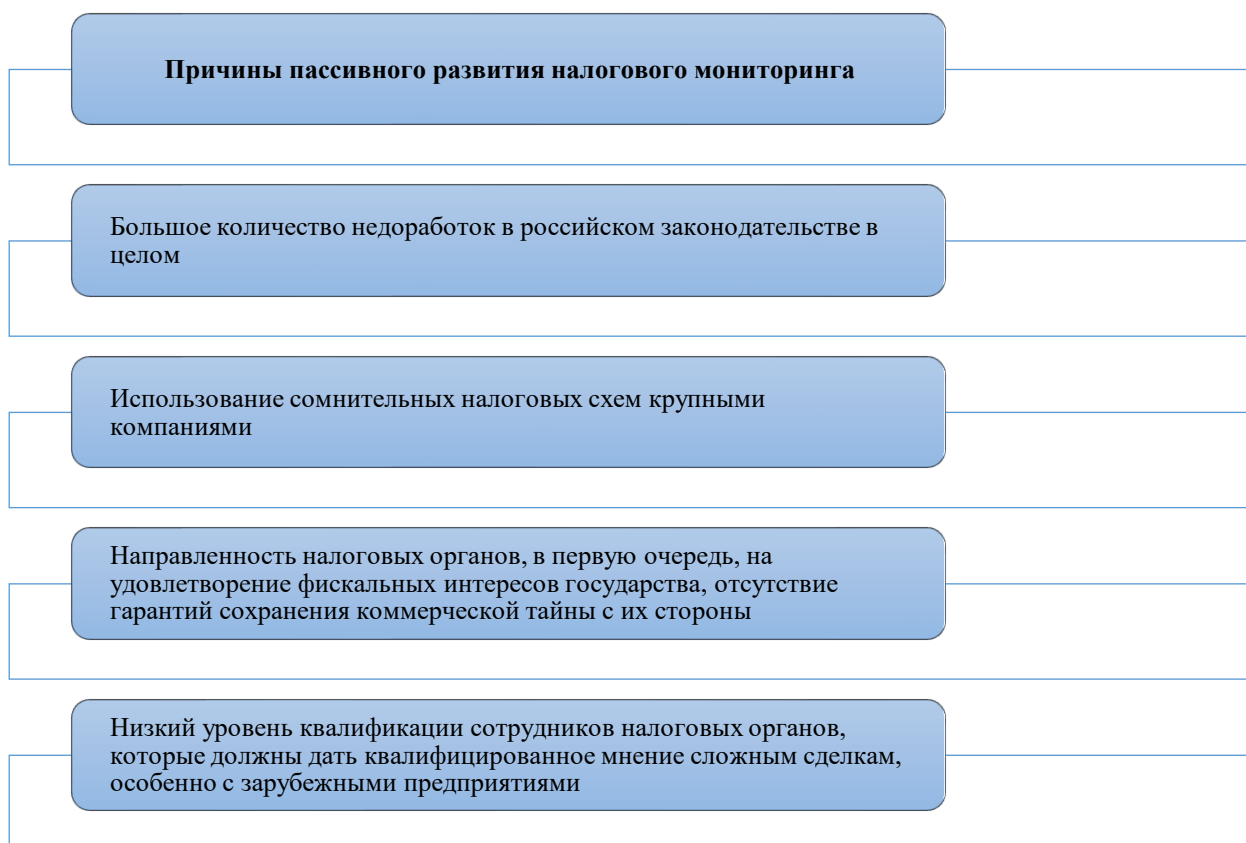 Причины пассивного развития налогового мониторинга
Большое количество недоработок в российском законодательстве в
целом
Использование сомнительных налоговых схем крупными
компаниями
Направленность налоговых органов, в первую очередь, на
удовлетворение фискальных интересов государства, отсутствие
гарантий сохранения коммерческой тайны с их стороны
Низкий уровень квалификации сотрудников налоговых органов,
которые должны дать квалифицированное мнение сложным сделкам,
особенно с зарубежными предприятиями